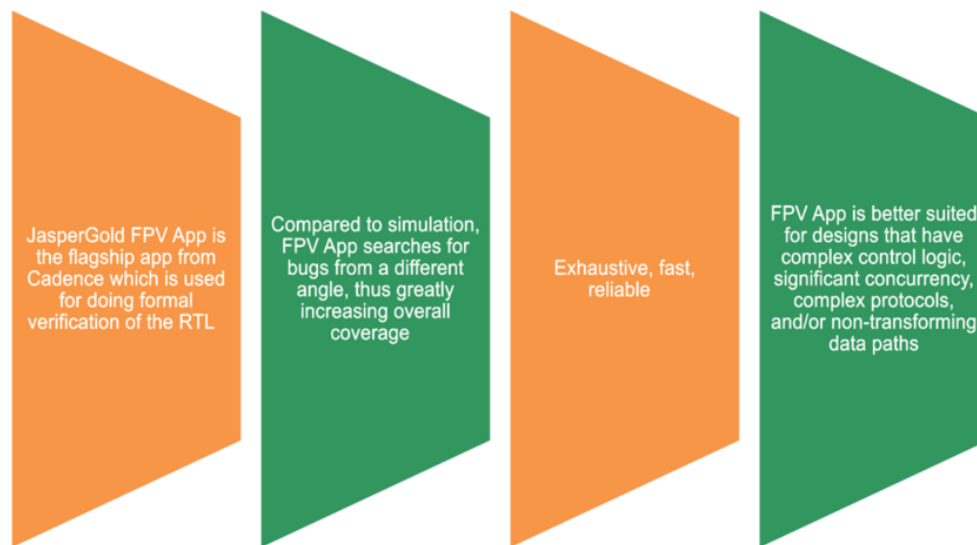 JasperGold FPV App is
the flagship app from
Cadence which is used
for doing formal
verification of the RTL
Compared to simulation,
FPV App searches for
bugs from a different
angle, thus greatly
increasing overall
coverage
Exhaustive, fast,
reliable
FPV App is better suited
for designs that have
complex control logic,
significant concurrency,
complex protocols,
and/or non-transforming
data paths